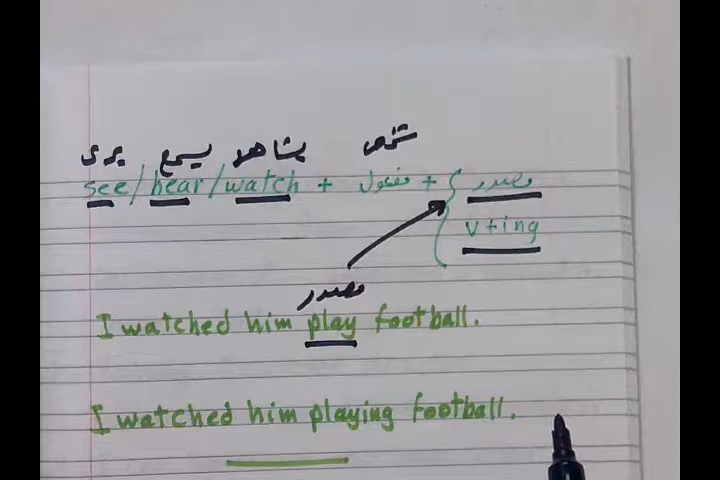 يرى يسمع يشاهد شخص
see/hear/watch + مفعول + { مصدر
v+ing
مصدر
I watched him play football.
I watched him playing football.